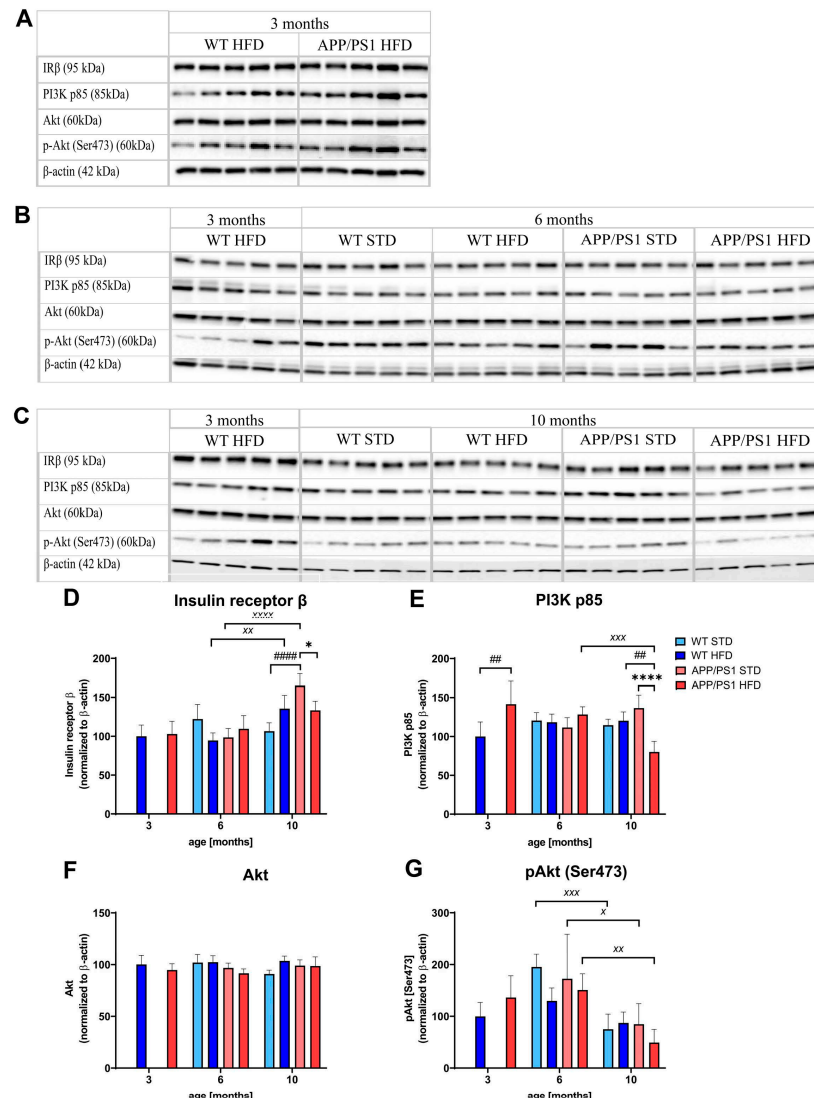 A
3 months
WT HFD APP/PS1 HFD
IRβ (95 kDa)
PI3K p85 (85kDa)
Akt (60kDa)
p-Akt (Ser473) (60kDa)
β-actin (42 kDa)
B
3 months 6 months
WT HFD WT STD WT HFD APP/PS1 STD APP/PS1 HFD
IRβ (95 kDa)
PI3K p85 (85kDa)
Akt (60kDa)
p-Akt (Ser473) (60kDa)
β-actin (42 kDa)
C
3 months 10 months
WT HFD WT STD WT HFD APP/PS1 STD APP/PS1 HFD
IRβ (95 kDa)
PI3K p85 (85kDa)
Akt (60kDa)
p-Akt (Ser473) (60kDa)
β-actin (42 kDa)
D
Insulin receptor β
xxxx
xx
####
*
200
150
100
50
0
Insulin receptor β
(normalized to β-actin)
3 6 10
age [months]
E
PI3K p85
xxx
##
##
****
200
150
100
50
0
PI3K p85
(normalized to β-actin)
3 6 10
age [months]
WT STD
WT HFD
APP/PS1 STD
APP/PS1 HFD
F
Akt
150
100
50
0
Akt
(normalized to β-actin)
3 6 10
age [months]
G
pAkt (Ser473)
xxx
x
xx
300
200
100
0
pAkt [Ser473]
(normalized to β-actin)
3 6 10
age [months]